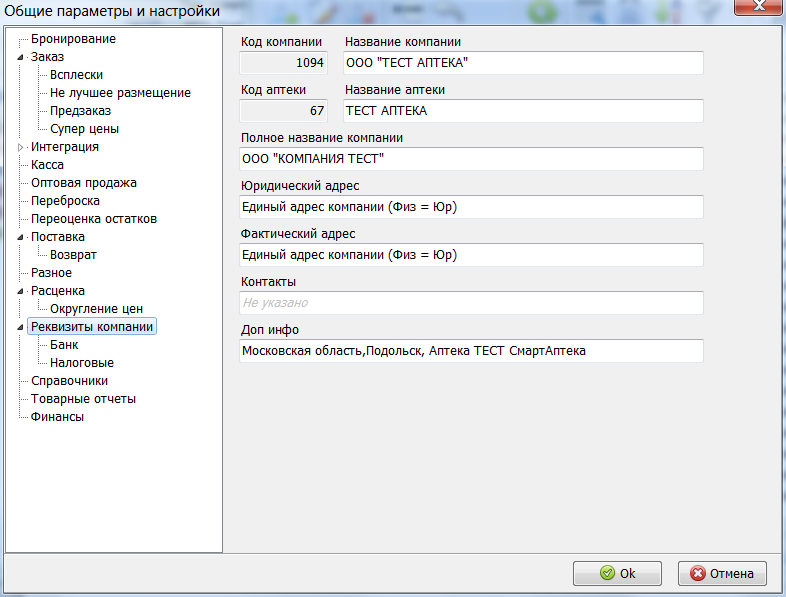 Общие параметры и настройки
Бронирование
Заказ
Всплески
Не лучшее размещение
Предзаказ
Супер цены
Интеграция
Касса
Оптовая продажа
Переброска
Переоценка остатков
Поставка
Возврат
Разное
Расценка
Округление цен
Реквизиты компании
Банк
Налоговые
Справочники
Товарные отчеты
Финансы
Код компании Название компании
1094 ООО "ТЕСТ АПТЕКА"
Код аптеки Название аптеки
67 ТЕСТ АПТЕКА
Полное название компании
ООО "КОМПАНИЯ ТЕСТ"
Юридический адрес
Единый адрес компании (Физ = Юр)
Фактический адрес
Единый адрес компании (Физ = Юр)
Контакты
Не указано
Доп инфо
Московская область,Подольск, Аптека ТЕСТ СмартАптека
Ok Отмена